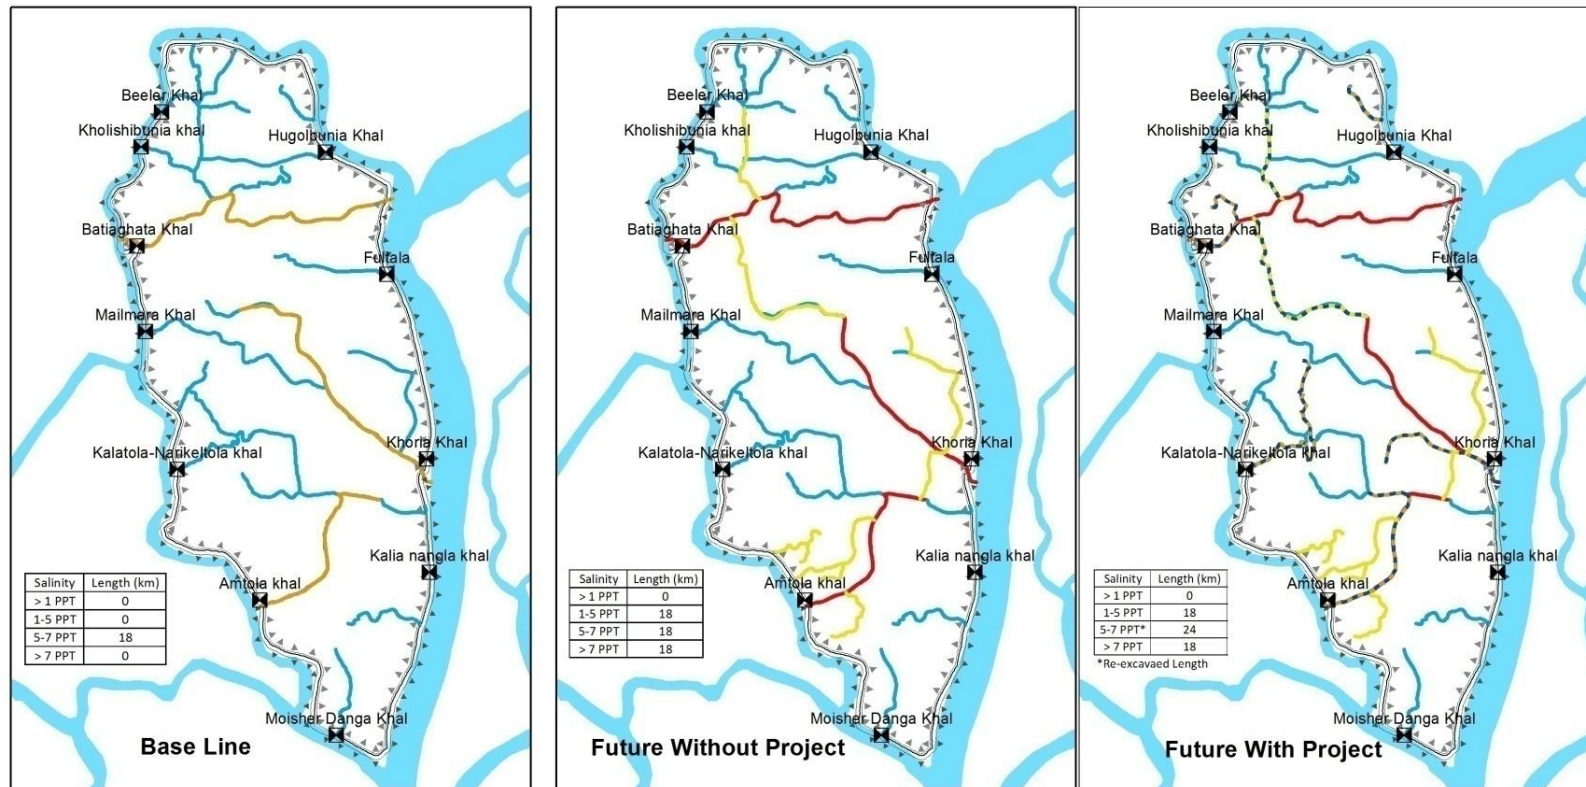 Beeler Khal
Kholishibunia khal
Hugolbunia Khal
Batiaghata Khal
Fultala
Mailmara Khal
Khoria Khal
Kalatola-Narikeltola khal
Kalia nangla khal
Amtola khal
Salinity Length (km)
> 1 PPT 0
1-5 PPT 0
5-7 PPT 18
> 7 PPT 0
Moisher Danga Khal
Base Line
Beeler Khal
Kholishibunia khal
Hugolbunia Khal
Batiaghata Khal
Fultala
Mailmara Khal
Khoria Khal
Kalatola-Narikeltola khal
Kalia nangla khal
Amtola khal
Salinity Length (km)
> 1 PPT 0
1-5 PPT 18
5-7 PPT 18
> 7 PPT 18
Moisher Danga Khal
Future Without Project
Beeler Khal
Kholishibunia khal
Hugolbunia Khal
Batiaghata Khal
Fultala
Mailmara Khal
Khoria Khal
Kalatola-Narikeltola khal
Kalia nangla khal
Amtola khal
Salinity Length (km)
> 1 PPT 0
1-5 PPT 18
5-7 PPT* 24
> 7 PPT 18
*Re-excavaed Length
Moisher Danga Khal
Future With Project